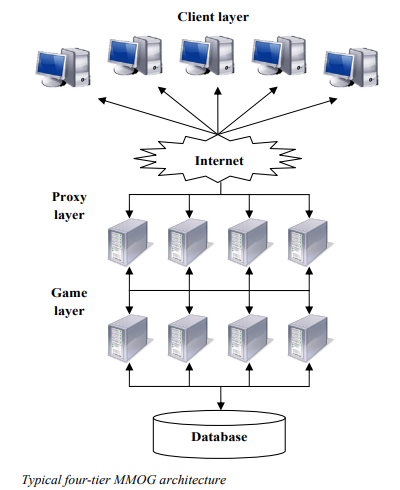 Client layer
Internet
Proxy
layer
Game
layer
Database
Typical four-tier MMOG architecture